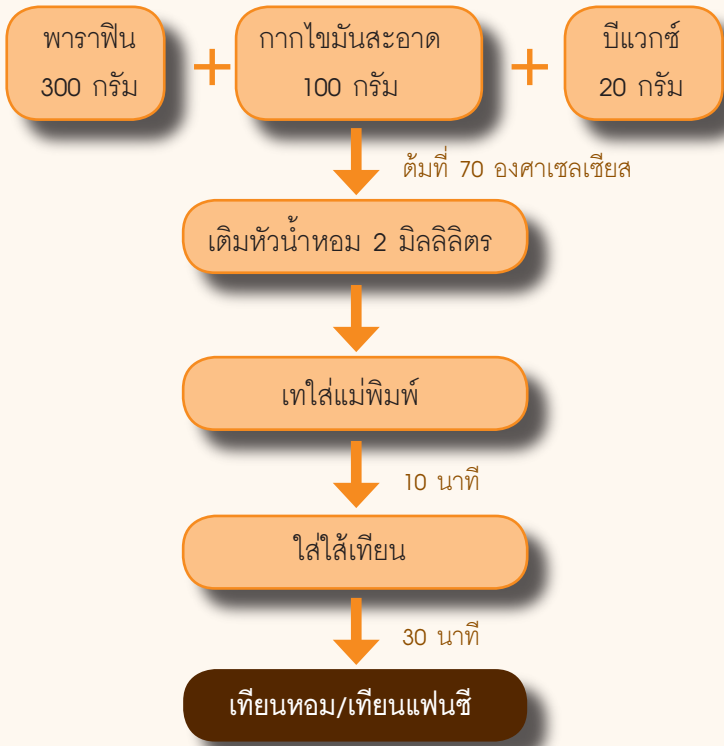 พาราฟิน
300 กรัม
+
กากไขมันสะอาด
100 กรัม
+
บีแวกซ์
20 กรัม
ต้มที่ 70 องศาเซลเซียส
เติมหัวน้ำหอม 2 มิลลิลิตร
เทใส่แม่พิมพ์
10 นาที
ใส่ไส้เทียน
30 นาที
เทียนหอม/เทียนแฟนซี